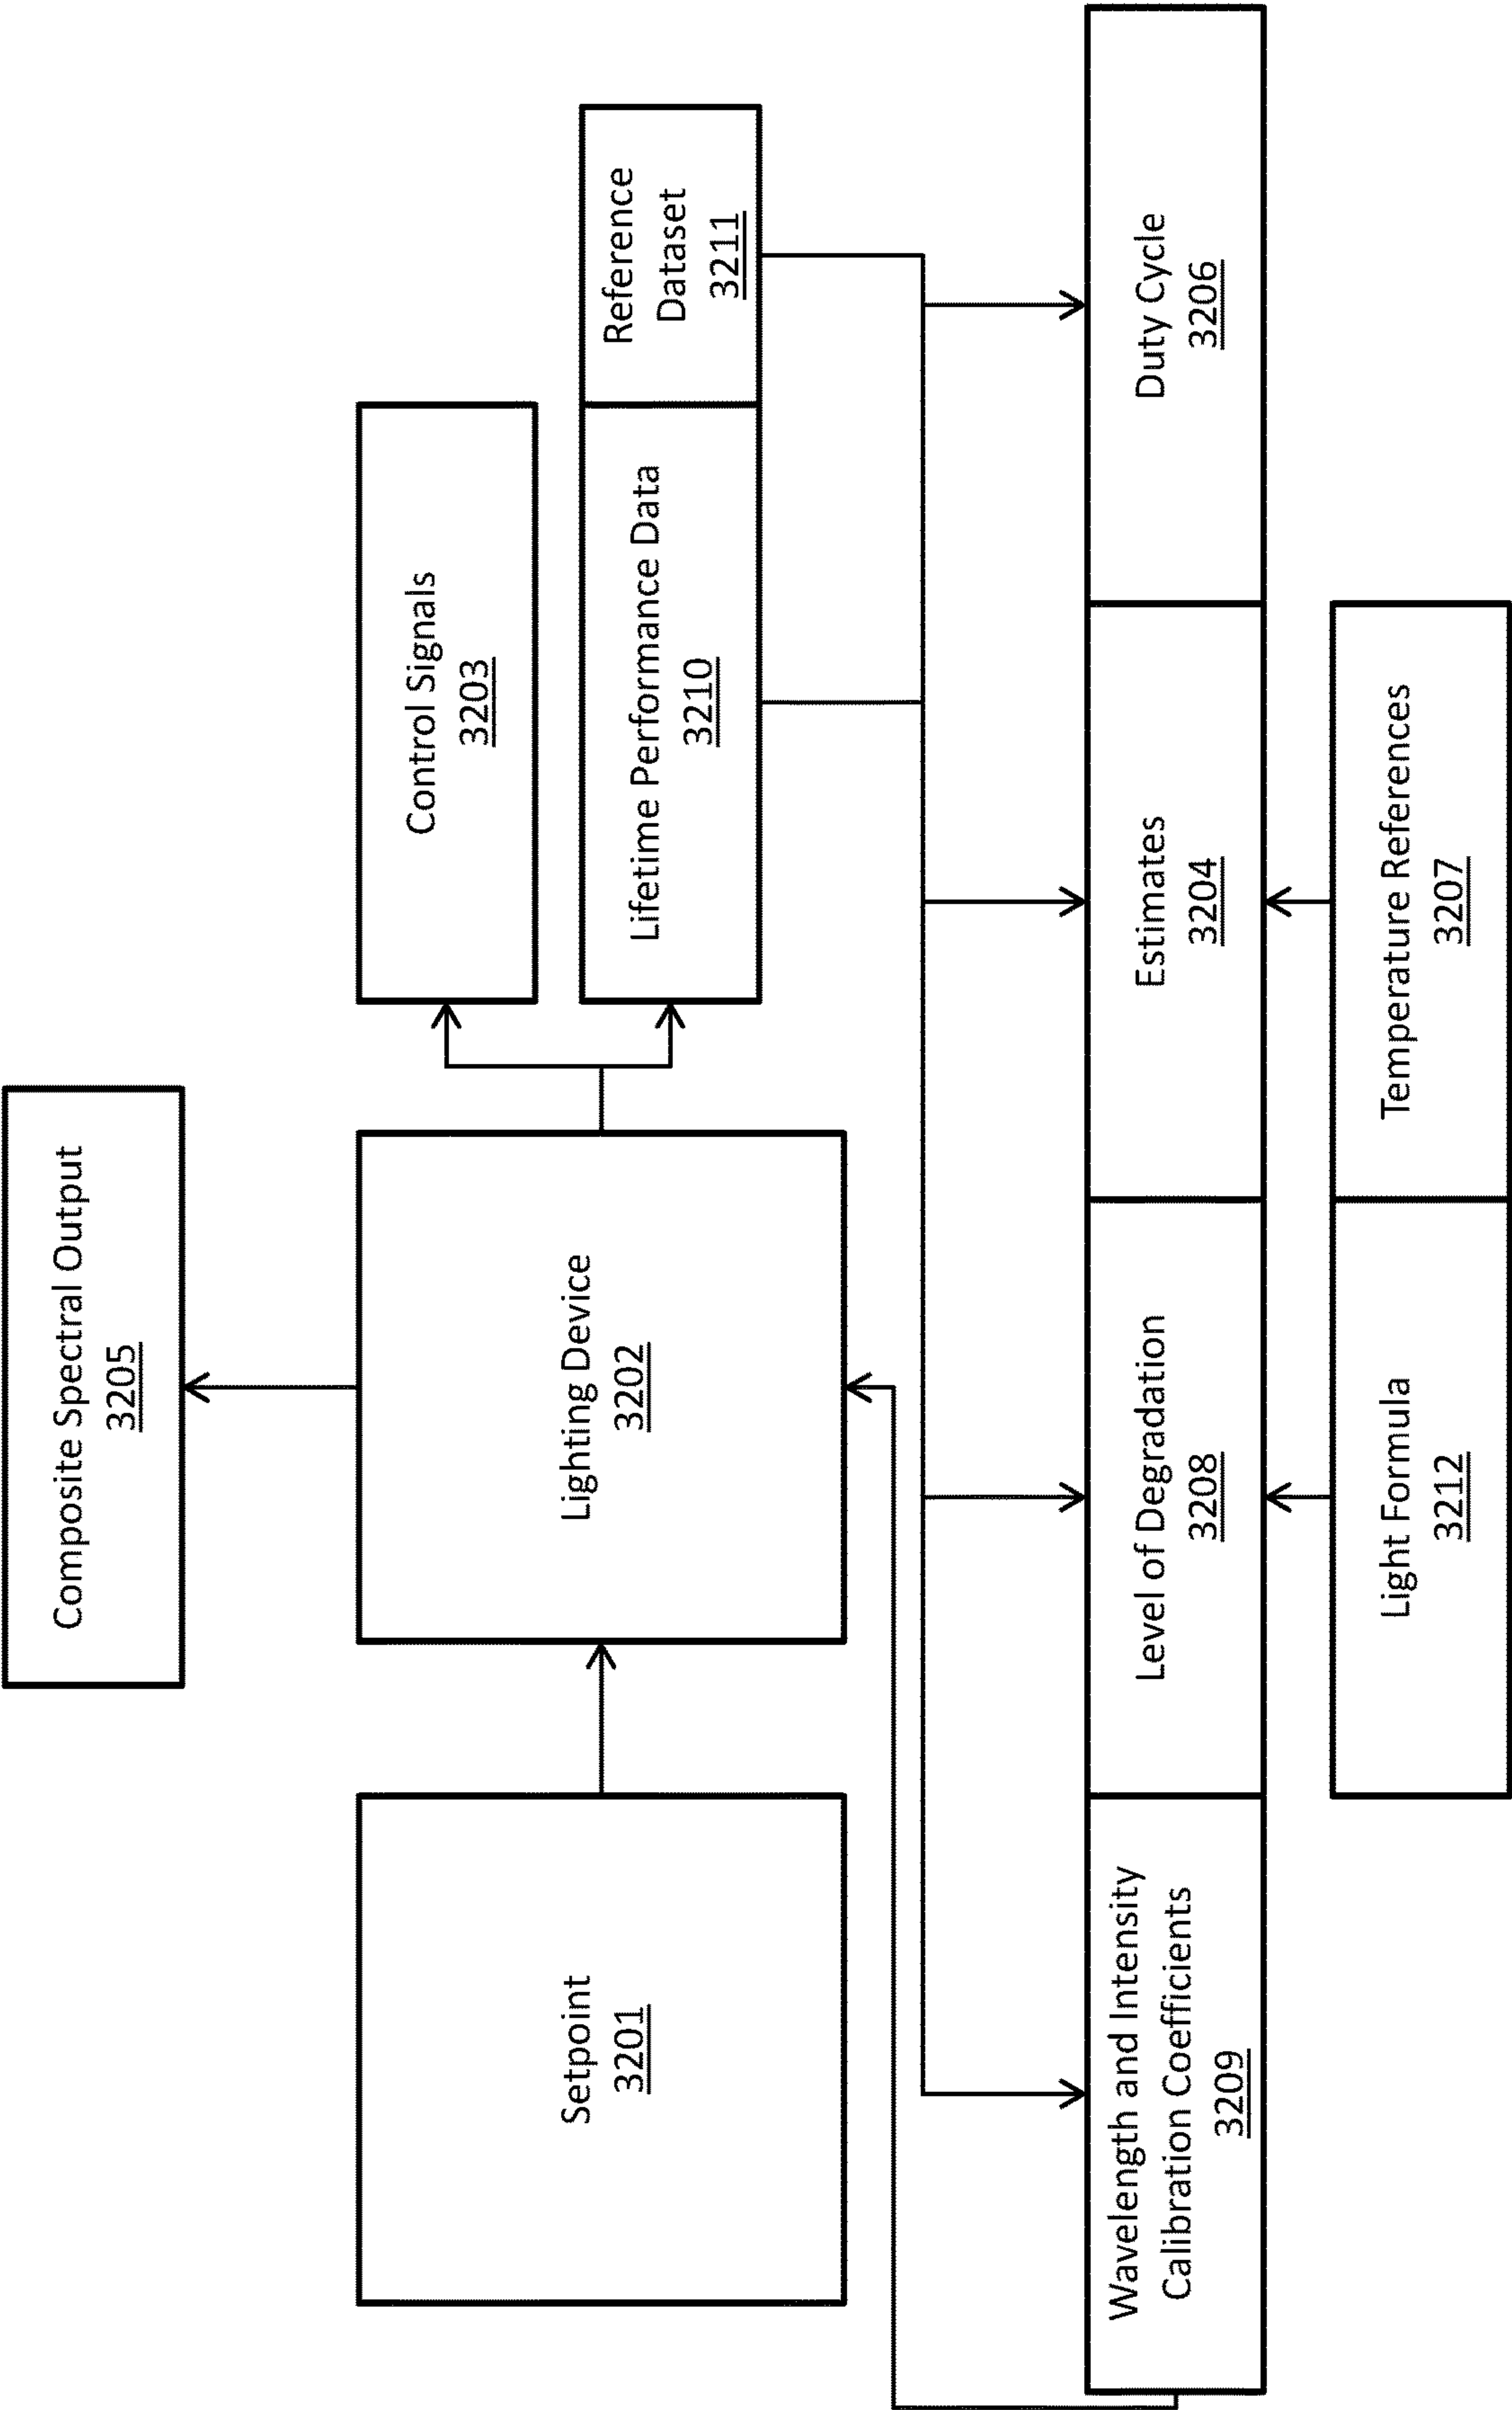 Composite Spectral Output
3205
Setpoint
3201
Lighting Device
3202
Control Signals
3203
Lifetime Performance Data
3210
Reference
Dataset
3211
Wavelength and Intensity
Calibration Coefficients
3209
Level of Degradation
3208
Estimates
3204
Duty Cycle
3206
Light Formula
3212
Temperature References
3207